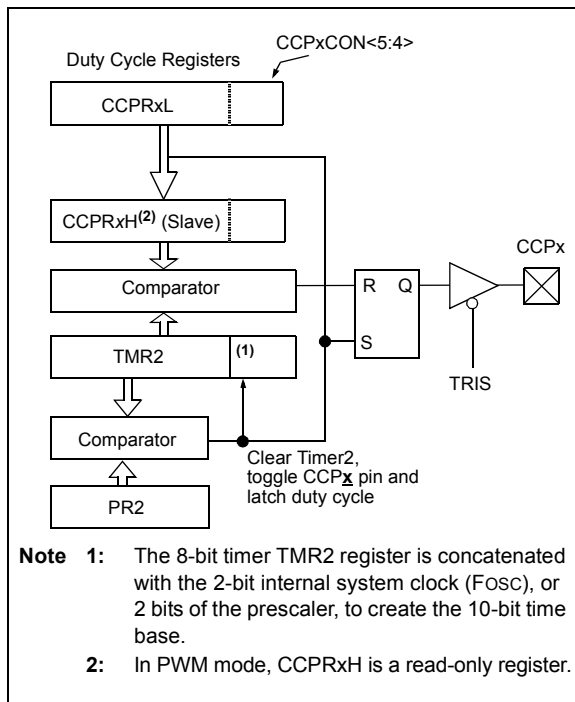 CCPxCON<5:4>
Duty Cycle Registers
CCPRxL
CCPRxH(2) (Slave)
CCPx
Comparator
R Q
S
TMR2 (1)
TRIS
Comparator
Clear Timer2,
toggle CCPx pin and
latch duty cycle
PR2
Note 1: The 8-bit timer TMR2 register is concatenated
with the 2-bit internal system clock (FOSC), or
2 bits of the prescaler, to create the 10-bit time
base.
2: In PWM mode, CCPRxH is a read-only register.